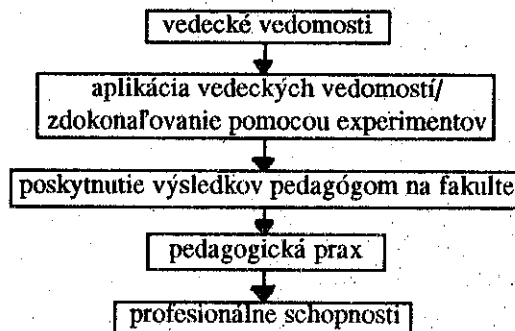 vedecké vedomosti
aplikácia vedeckých vedomostí/
zdokonaľovanie pomocou experimentov
poskytnutie výsledkov pedagógom na fakulte
pedagogická prax
profesionálne schopnosti